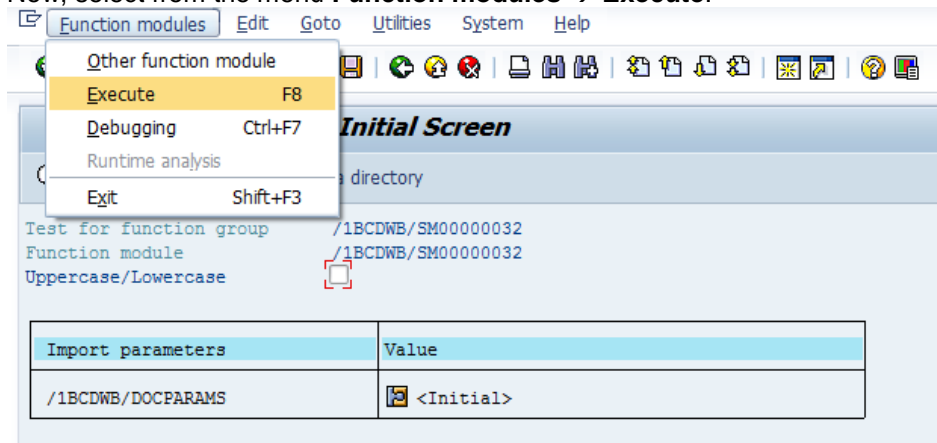 Function modules Edit Goto Utilities System Help
Other function module
Execute F8
Debugging Ctrl+F7
Runtime analysis
Exit Shift+F3
Initial Screen
directory
Test for function group /1BCDWB/SM00000032
Function module /1BCDWB/SM00000032
Uppercase/Lowercase
Import parameters Value
/1BCDWB/DOCPARAMS <Initial>